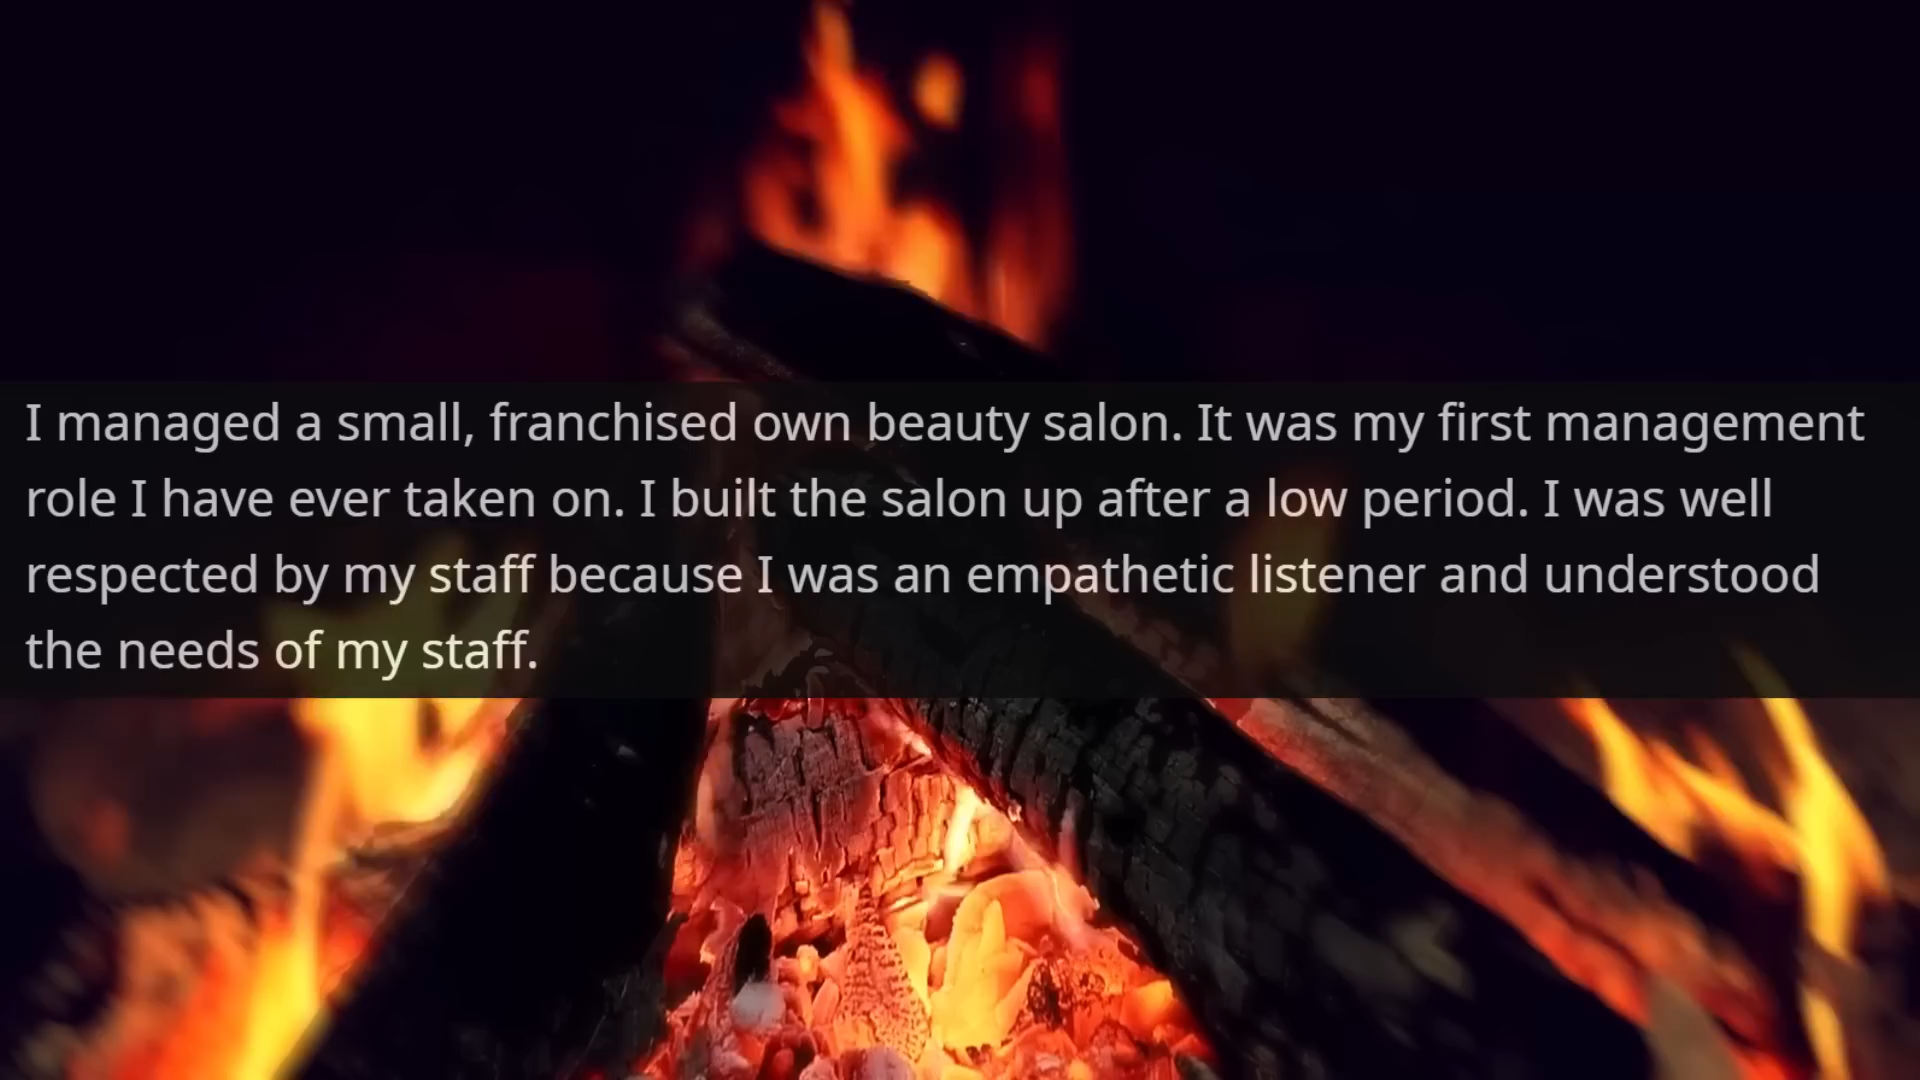 I managed a small, franchised own beauty salon. It was my first management
role I have ever taken on. I built the salon up after a low period. I was well
respected by my staff because I was an empathetic listener and understood
the needs of my staff.